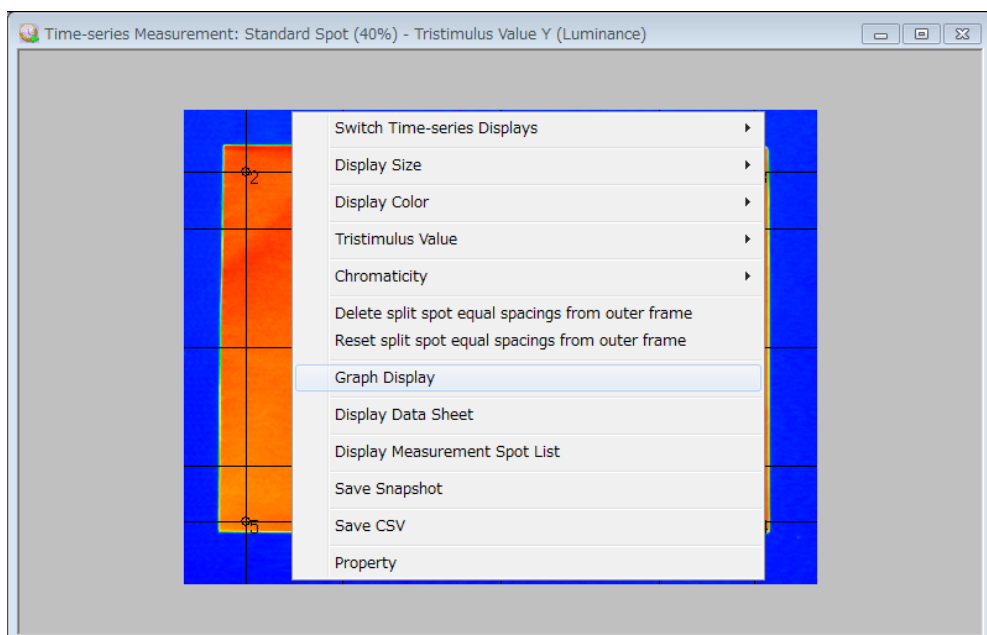 Time-series Measurement: Standard Spot (40%) - Tristimulus Value Y (Luminance)
Switch Time-series Displays
Display Size
2
Display Color
Tristimulus Value
Chromaticity
Delete split spot equal spacings from outer frame
Reset split spot equal spacings from outer frame
Graph Display
Display Data Sheet
Display Measurement Spot List
Save Snapshot
5
Save CSV
Property